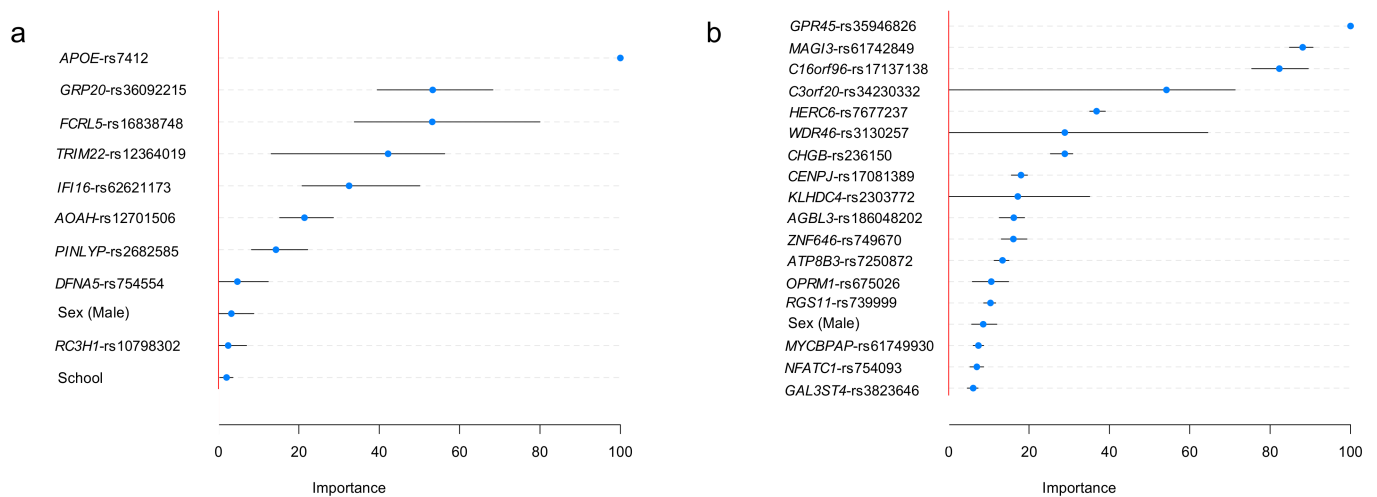 a
APOE-rs7412
GRP20-rs36092215
FCRL5-rs16838748
TRIM22-rs12364019
IFI16-rs62621173
AOAH-rs12701506
PINLYP-rs2682585
DFNA5-rs754554
Sex (Male)
RC3H1-rs10798302
School
0 20 40 60 80 100
Importance
b
GPR45-rs35946826
MAGI3-rs61742849
C16orf96-rs17137138
C3orf20-rs34230332
HERC6-rs7677237
WDR46-rs3130257
CHGB-rs236150
CENPJ-rs17081389
KLHDC4-rs2303772
AGBL3-rs186048202
ZNF646-rs749670
ATP8B3-rs7250872
OPRM1-rs675026
RGS11-rs739999
Sex (Male)
MYCBPAP-rs61749930
NFATC1-rs754093
GAL3ST4-rs3823646
0 20 40 60 80 100
Importance